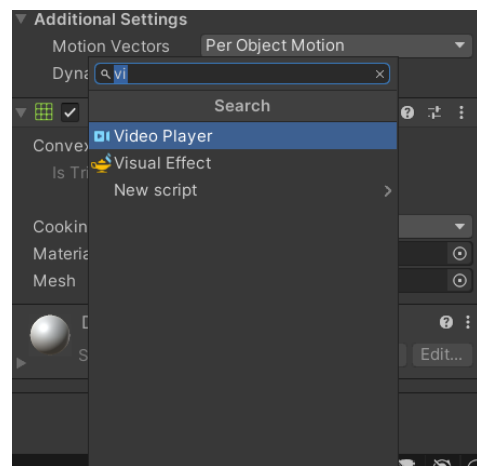 Additional Settings
Motion Vectors Per Object Motion
Dyna
vi
Search
Video Player
Convex
Visual Effect
Is Tri
New script
Cookin
Materia
Mesh
D
S Edit...